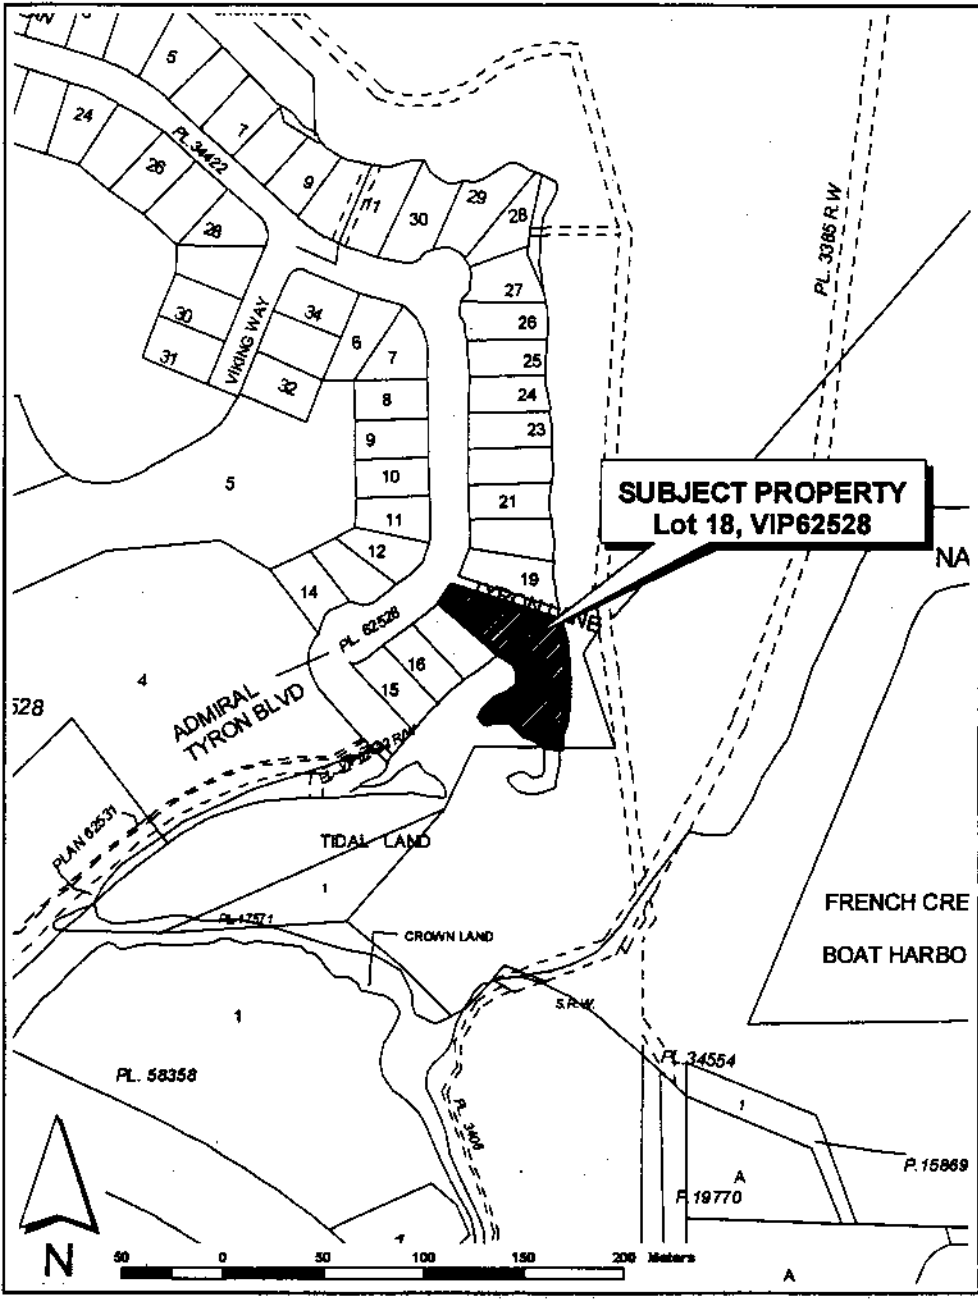 5
24
PL. 34422
7
26
9
11
30
29
28
28
PL. 3385 R.W
27
30
34
26
VIKING WAY
6
7
25
31
32
8
24
9
23
5
10
21
SUBJECT PROPERTY
Lot 18, VIP62528
11
NA
12
19
14
PL. 62528
16
4
15
528
ADMIRAL
TYRON BLVD
PLAN 62531
TIDAL LAND
1
PL. 17571
CROWN LAND
FRENCH CRE
BOAT HARBO
S.R.W.
1
PL. 34554
PL. 58358
1
PL. 3406
P. 15869
A
P. 19770
N
50 0 50 100 150 200 Meters
A